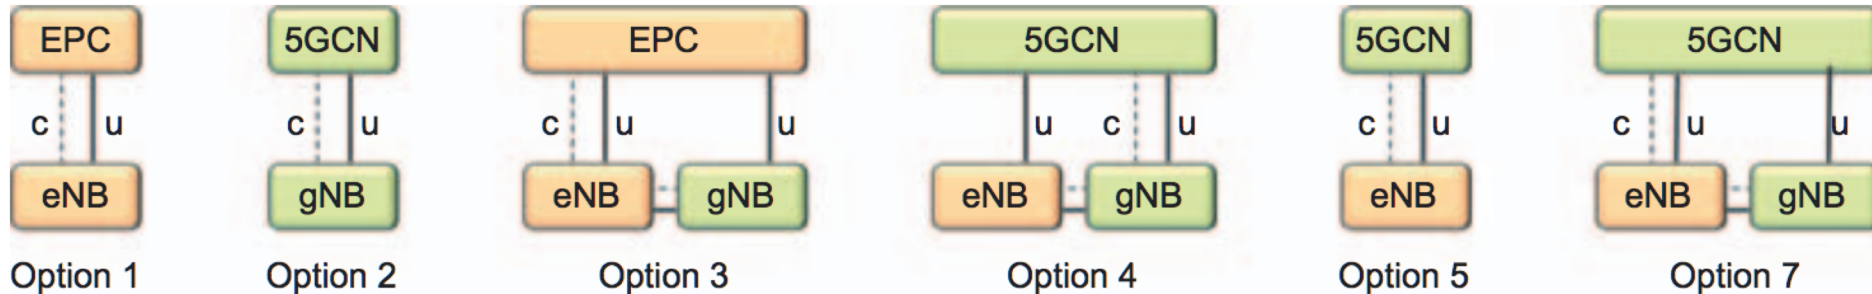 EPC 5GCN EPC 5GCN 5GCN 5GCN
c u c u c u u u c u c u c u u
eNB gNB eNB gNB eNB gNB eNB eNB gNB
Option 1 Option 2 Option 3 Option 4 Option 5 Option 7